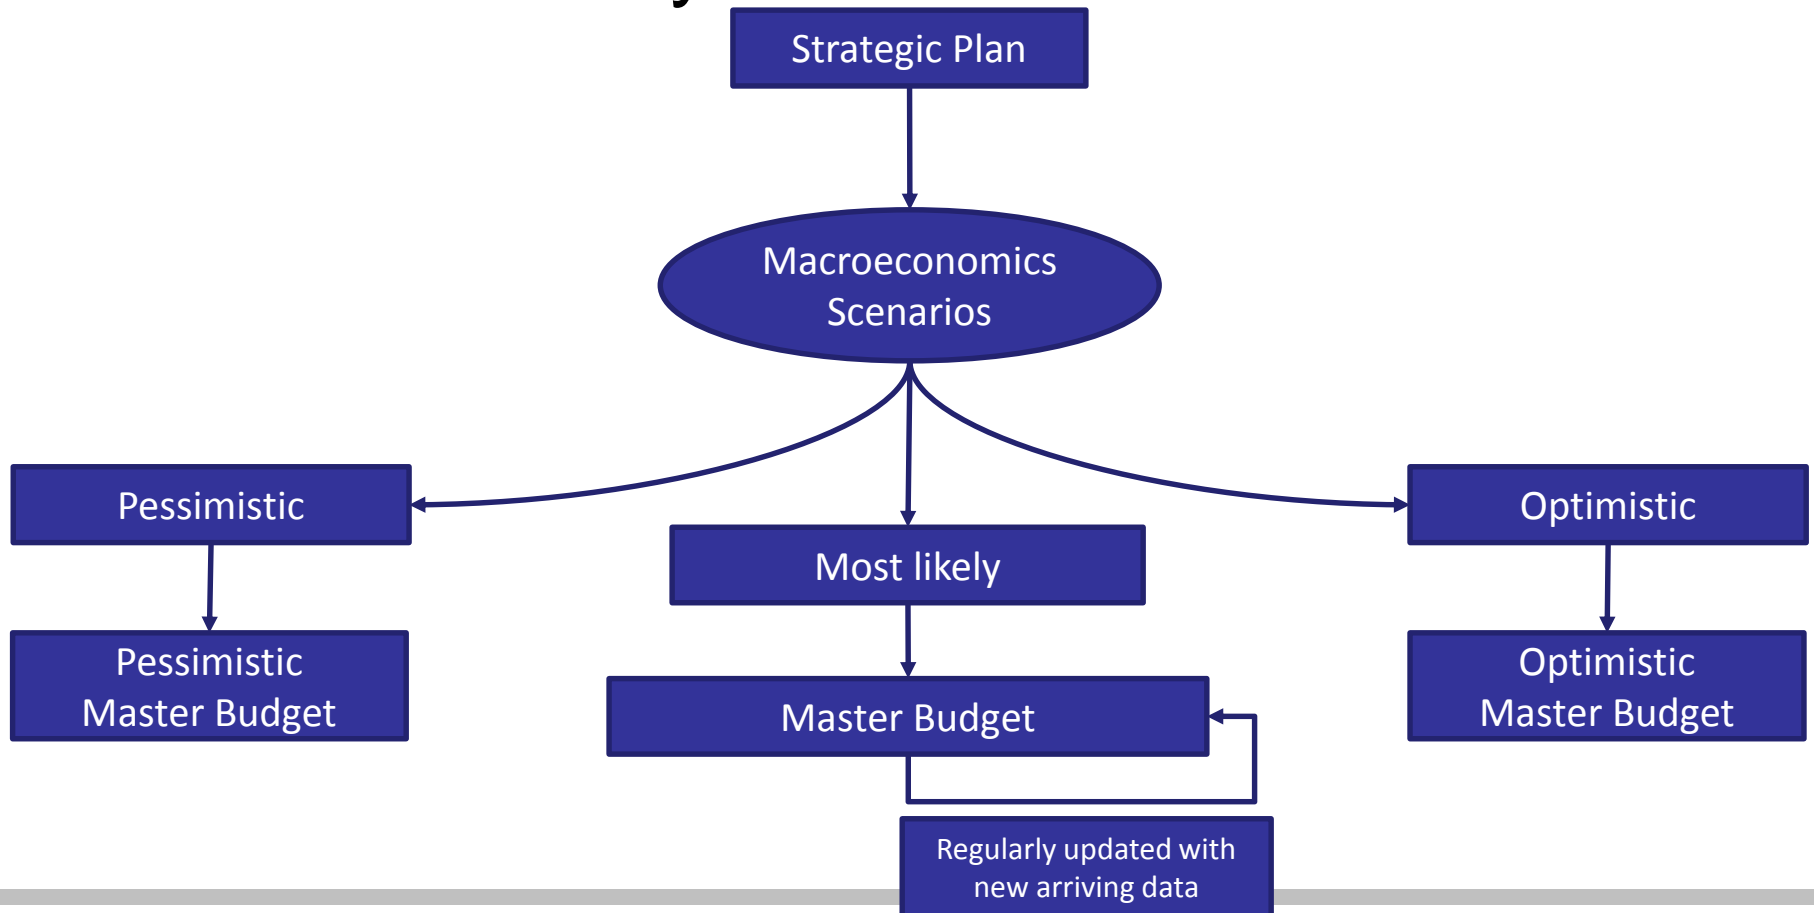 Strategic Plan
Macroeconomics
Scenarios
Pessimistic
Optimistic
Most likely
Pessimistic
Master Budget
Master Budget
Optimistic
Master Budget
Regularly updated with
new arriving data